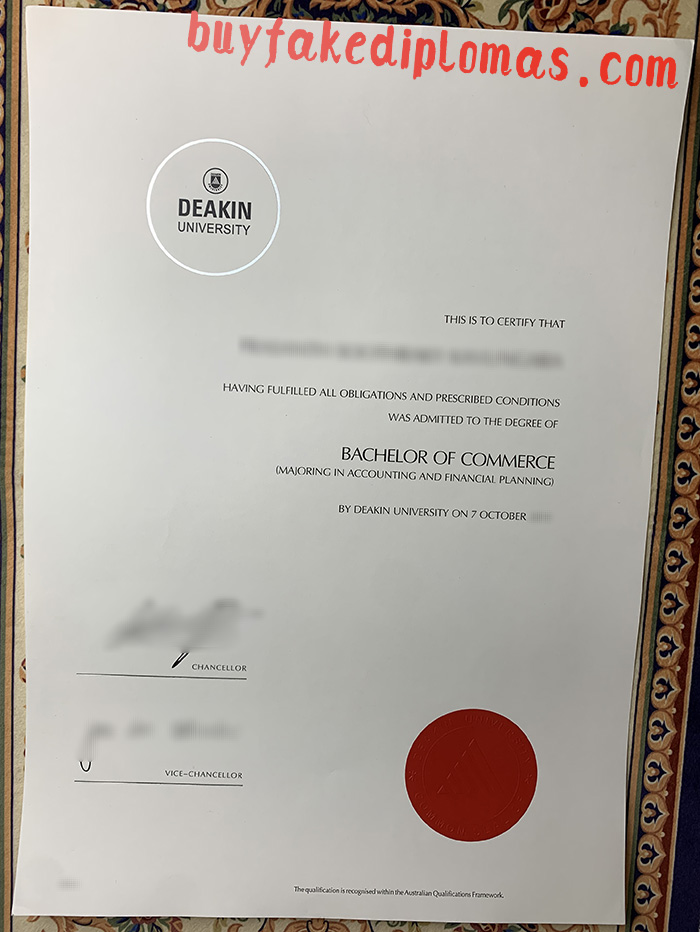 buyfakediplomas.com
DEAKIN
UNIVERSITY
THIS IS TO CERTIFY THAT
HAVING FULFILLED ALL OBLIGATIONS AND PRESCRIBED CONDITIONS
WAS ADMITTED TO THE DEGREE OF
BACHELOR OF COMMERCE
(MAJORING IN ACCOUNTING AND FINANCIAL PLANNING)
BY DEAKIN UNIVERSITY ON 7 OCTOBER
CHANCELLOR
VICE-CHANCELLOR
The qualification is recognised within the Australian Qualifications Framework.